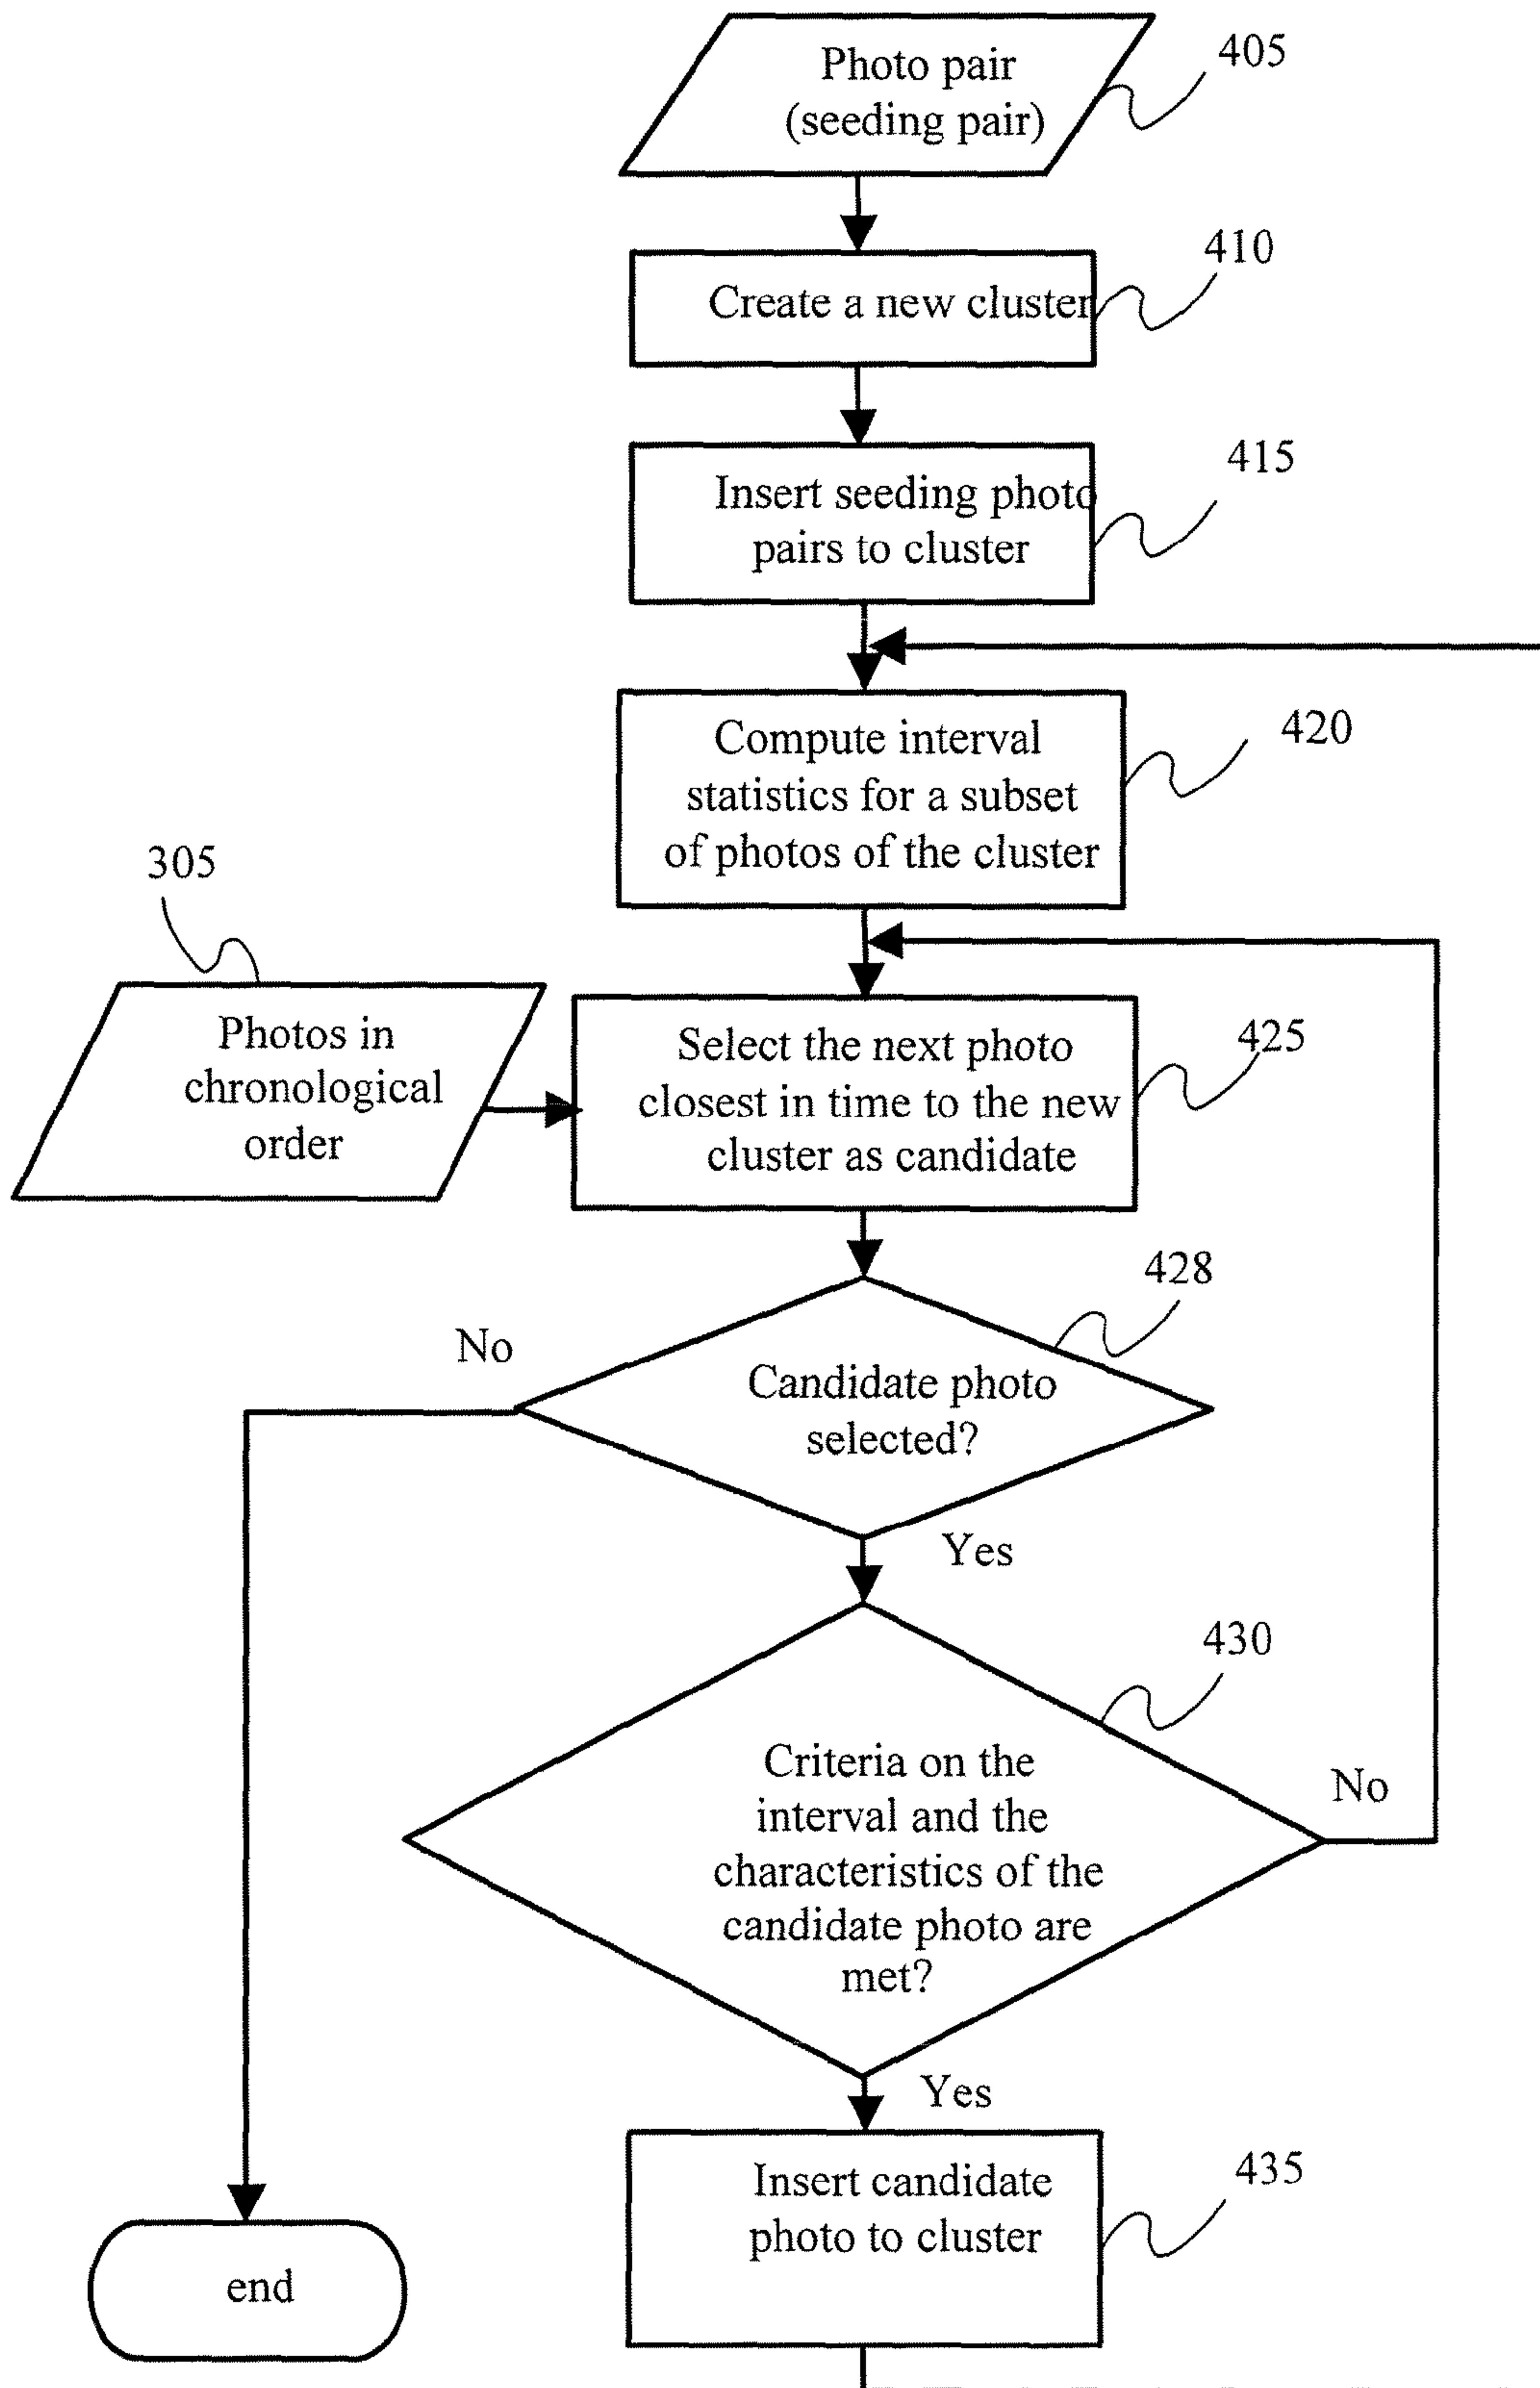 Photo pair
(seeding pair)
405
Create a new cluster
410
Insert seeding photo
pairs to cluster
415
Compute interval
statistics for a subset
of photos of the cluster
420
305
Photos in
chronological
order
Select the next photo
closest in time to the new
cluster as candidate
425
428
No
Candidate photo
selected?
Yes
430
Criteria on the
interval and the
characteristics of the
candidate photo are
met?
No
Yes
Insert candidate
photo to cluster
435
end